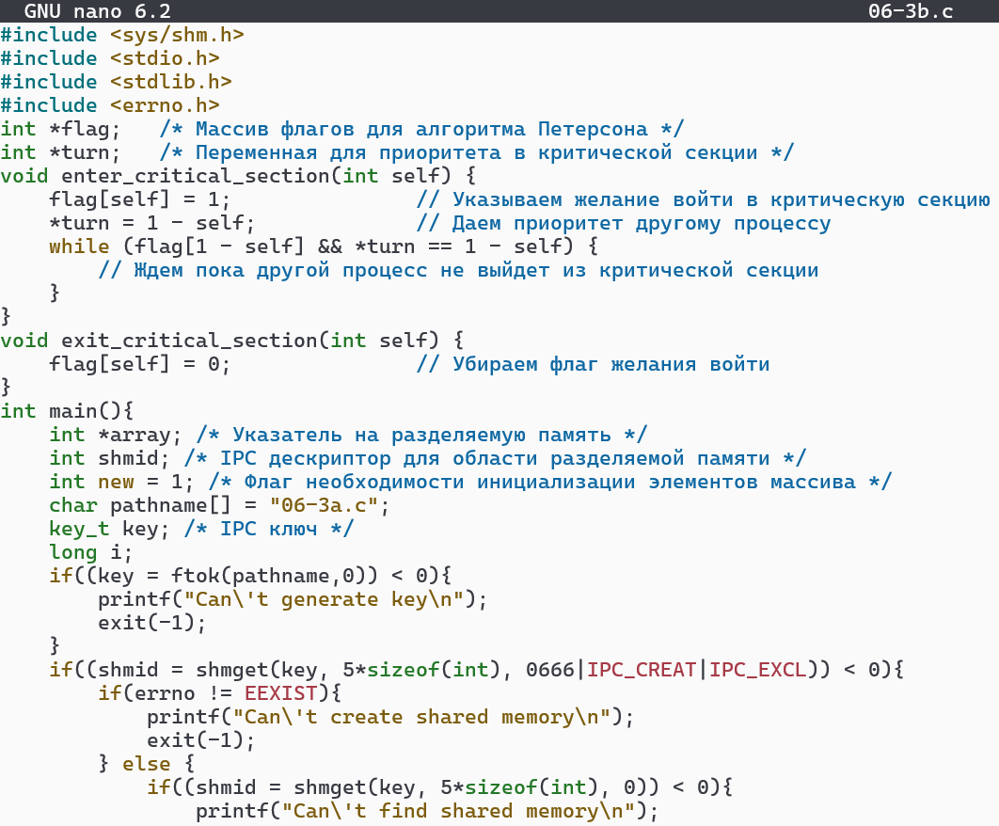 GNU nano 6.2 06-3b.c
#include <sys/shm.h>
#include <stdio.h>
#include <stdlib.h>
#include <errno.h>
int *flag;   /* Массив флагов для алгоритма Петерсона */
int *turn;   /* Переменная для приоритета в критической секции */
void enter_critical_section(int self) {
    flag[self] = 1;               // Указываем желание войти в критическую секцию
    *turn = 1 - self;             // Даем приоритет другому процессу
    while (flag[1 - self] && *turn == 1 - self) {
        // Ждем пока другой процесс не выйдет из критической секции
    }
}
void exit_critical_section(int self) {
    flag[self] = 0;               // Убираем флаг желания войти
}
int main(){
    int *array; /* Указатель на разделяемую память */
    int shmid; /* IPC дескриптор для области разделяемой памяти */
    int new = 1; /* Флаг необходимости инициализации элементов массива */
    char pathname[] = "06-3a.c";
    key_t key; /* IPC ключ */
    long i;
    if((key = ftok(pathname,0)) < 0){
        printf("Can\'t generate key\n");
        exit(-1);
    }
    if((shmid = shmget(key, 5*sizeof(int), 0666|IPC_CREAT|IPC_EXCL)) < 0){
        if(errno != EEXIST){
            printf("Can\'t create shared memory\n");
            exit(-1);
        } else {
            if((shmid = shmget(key, 5*sizeof(int), 0)) < 0){
                printf("Can\'t find shared memory\n");